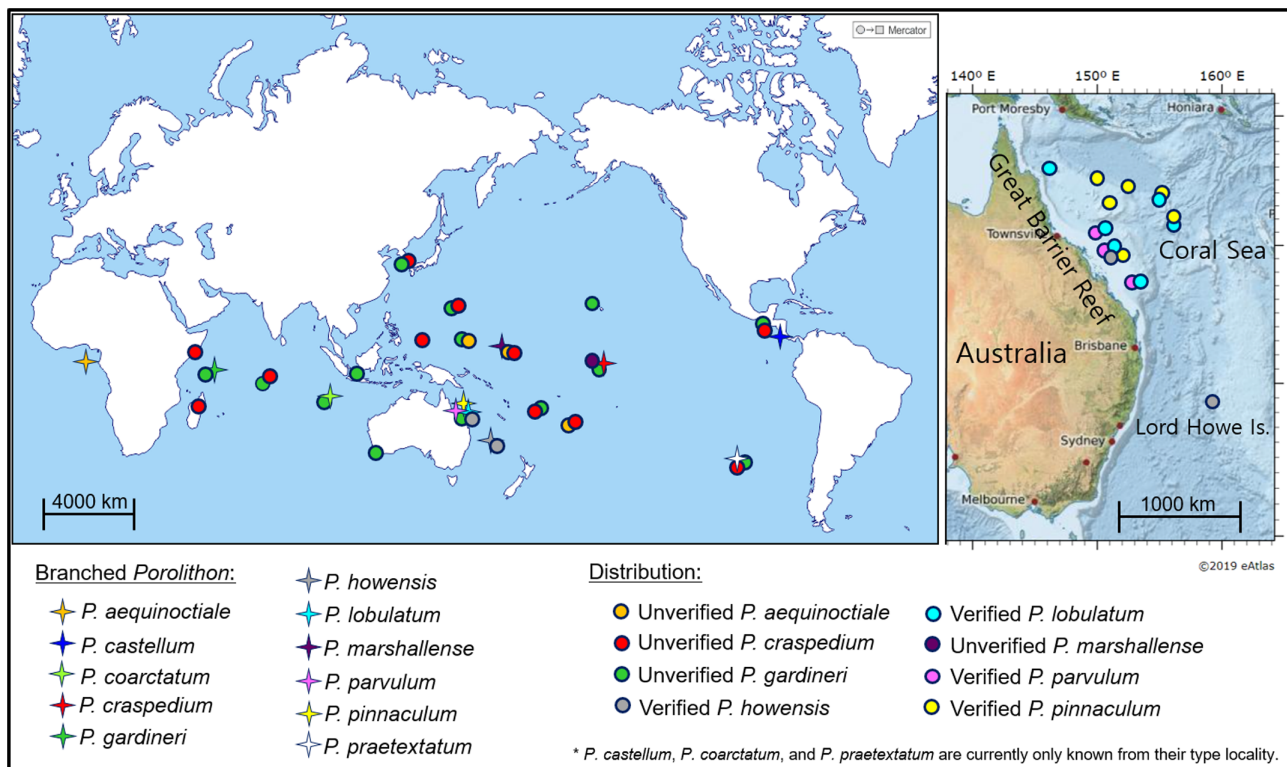 Mercator
140° E 150° E 160° E
Port Moresby
Honiara
Great Barrier Reef
Townsvil
Coral Sea
Australia
Brisbane
Lord Howe Is.
Sydney
Melbourne
4000 km
1000 km
©2019 eAtlas
Branched Porolithon:
P. aequinoctiale
P. castellum
P. coarctatum
P. craspedium
P. gardineri
P. howensis
P. lobulatum
P. marshallense
P. parvulum
P. pinnaculum
P. praetextatum
Distribution:
Unverified P. aequinoctiale
Unverified P. craspedium
Unverified P. gardineri
Verified P. howensis
Verified P. lobulatum
Unverified P. marshallense
Verified P. parvulum
Verified P. pinnaculum
* P. castellum, P. coarctatum, and P. praetextatum are currently only known from their type locality.